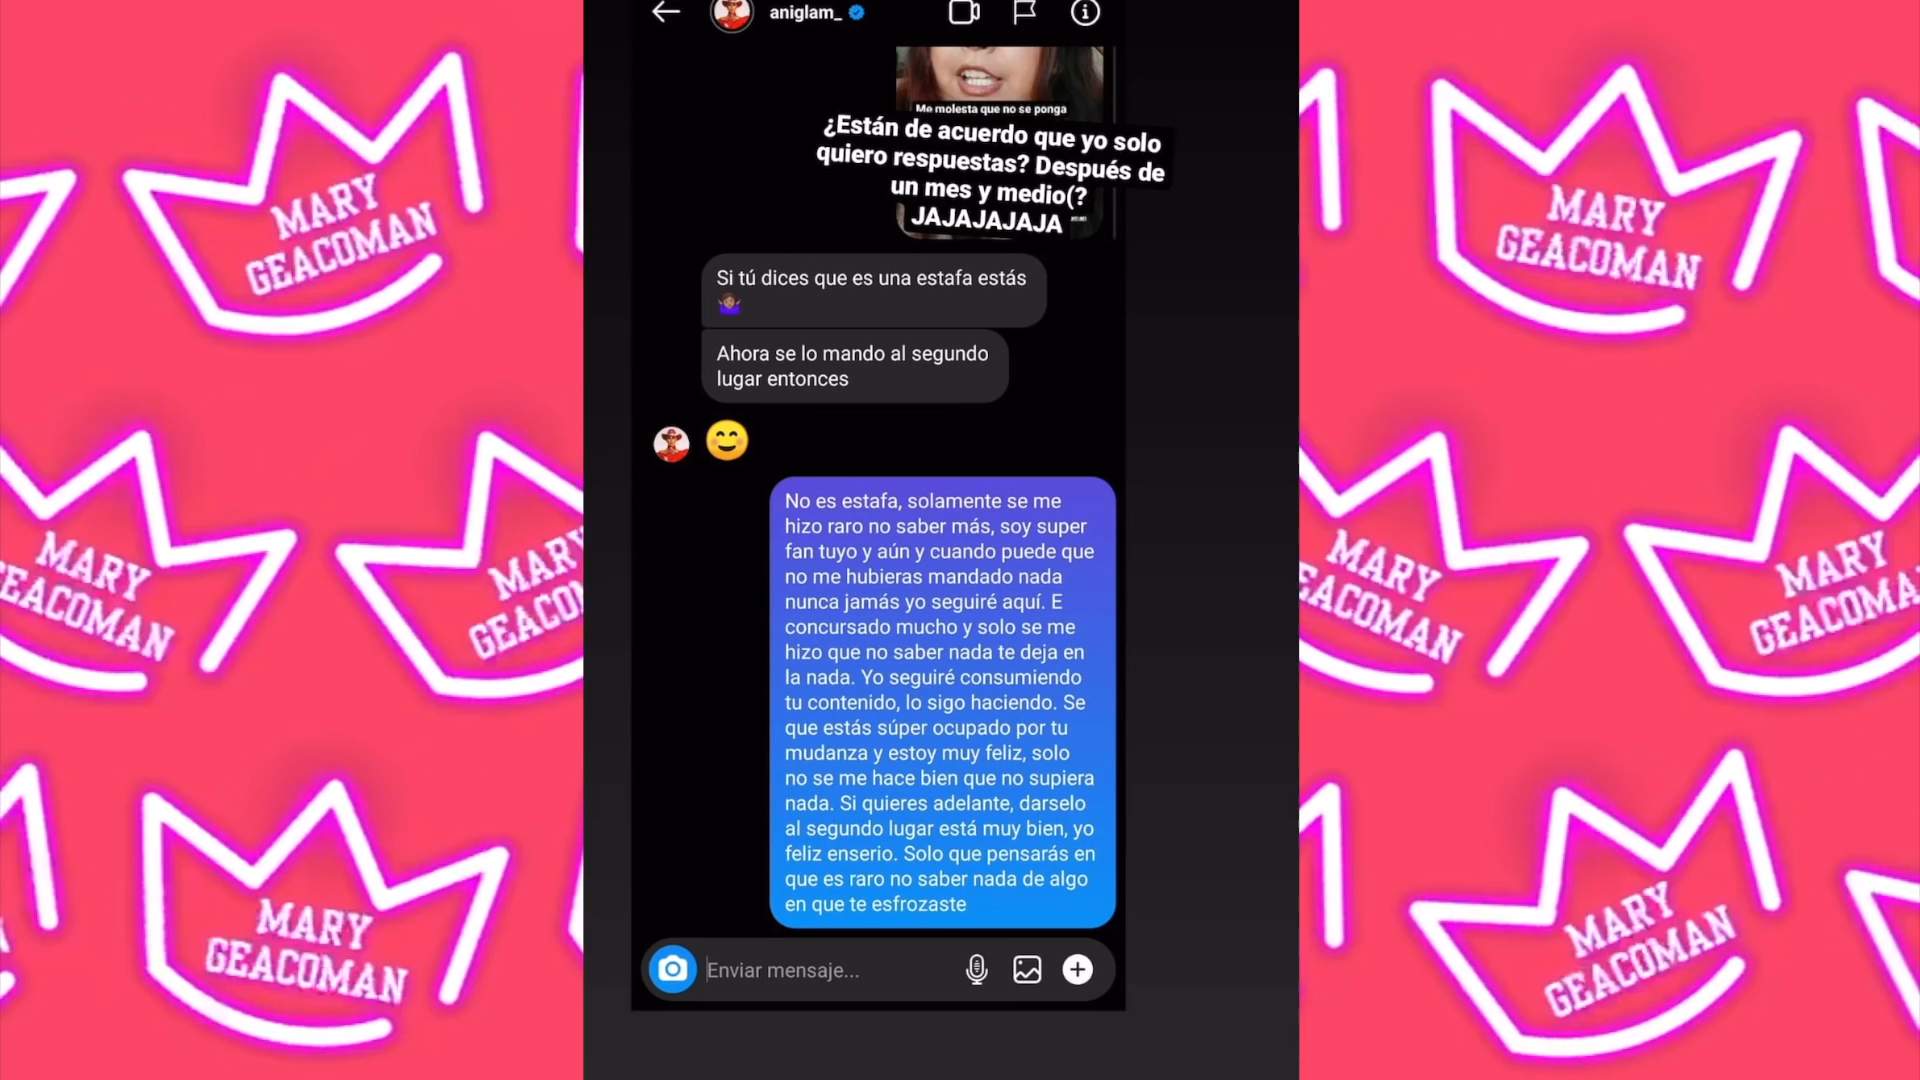 aniglam_
Me molesta que no se ponga
¿Están de acuerdo que yo solo
quiero respuestas? Después de
un mes y medio(?
JAJAJAJAJA
Si tú dices que es una estafa estás
🤷🏽‍♀️
Ahora se lo mando al segundo
lugar entonces
😊
No es estafa, solamente se me
hizo raro no saber más, soy super
fan tuyo y aún y cuando puede que
no me hubieras mandado nada
nunca jamás yo seguiré aquí. E
concursado mucho y solo se me
hizo que no saber nada te deja en
la nada. Yo seguiré consumiendo
tu contenido, lo sigo haciendo. Se
que estás súper ocupado por tu
mudanza y estoy muy feliz, solo
no se me hace bien que no supiera
nada. Si quieres adelante, darselo
al segundo lugar está muy bien, yo
feliz enserio. Solo que pensarás en
que es raro no saber nada de algo
en que te esfrozaste
Enviar mensaje...
MARY
GEACOMAN
MARY
GEACOMAN
MARY
EACOMAN
MARY
GEACOM
MARY
EACOMAN
MARY
GEACOMA
MARY
GEACOMAN
MARY
GEACOMAN